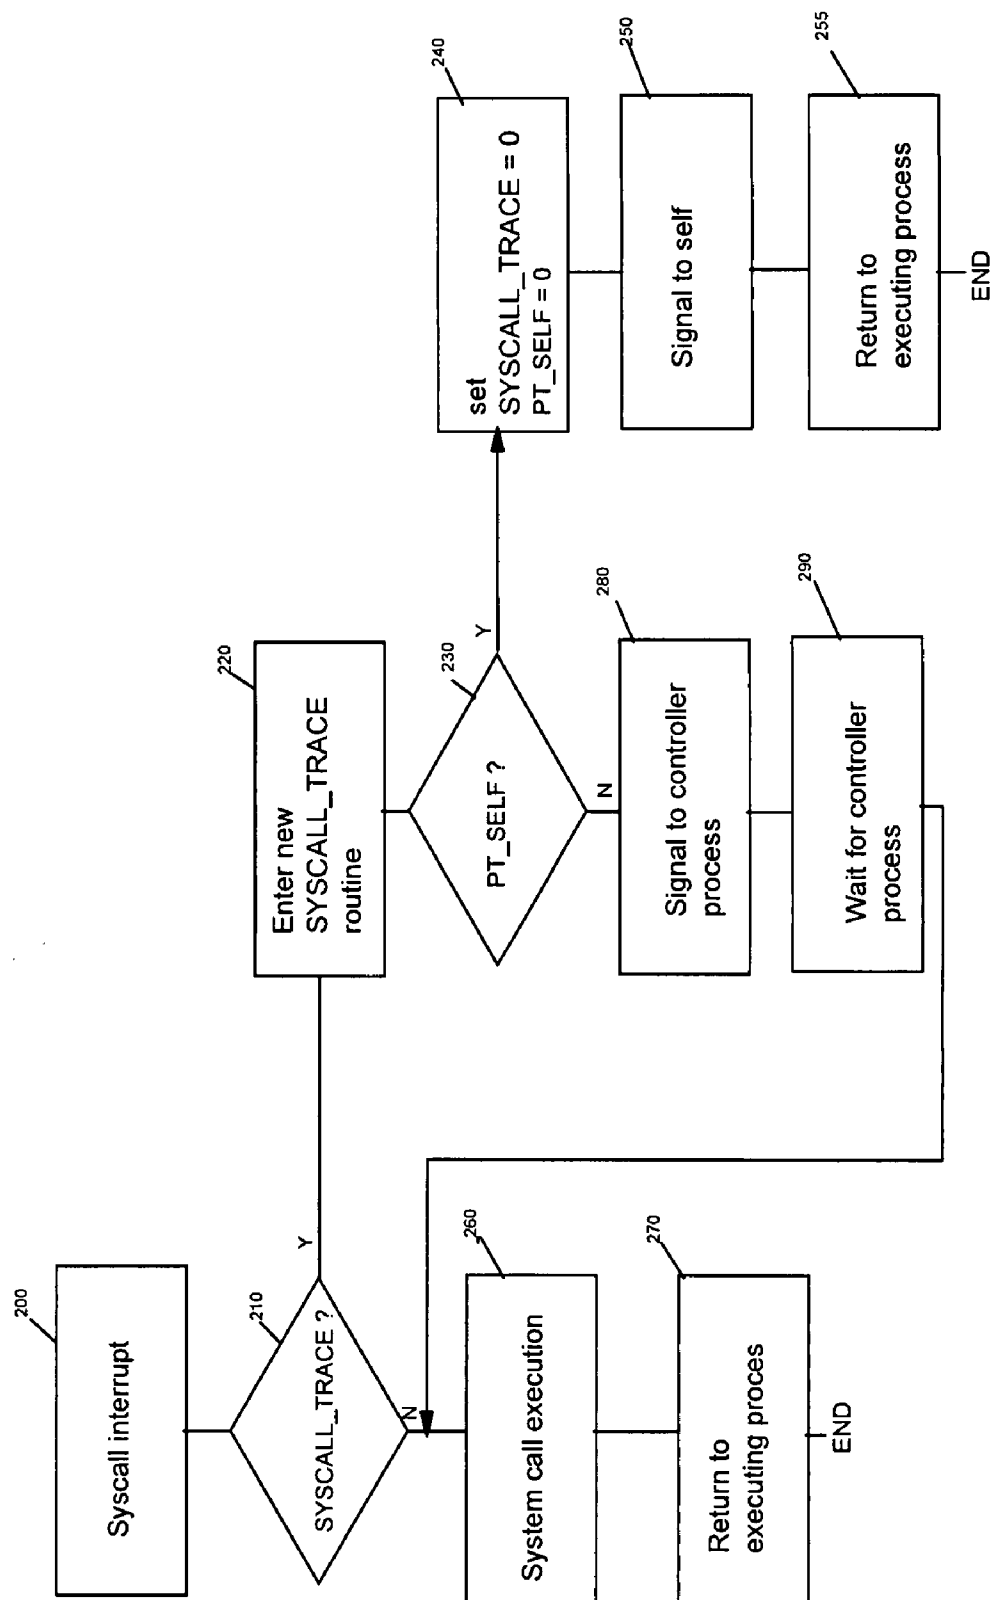 200
Syscall interrupt
210
SYSCALL_TRACE ?
Y
N
260
System call execution
270
Return to
executing proces
END
220
Enter new
SYSCALL_TRACE
routine
230
PT_SELF ?
Y
N
280
Signal to controller
process
290
Wait for controller
process
240
set
SYSCALL_TRACE = 0
PT_SELF = 0
250
Signal to self
255
Return to
executing process
END